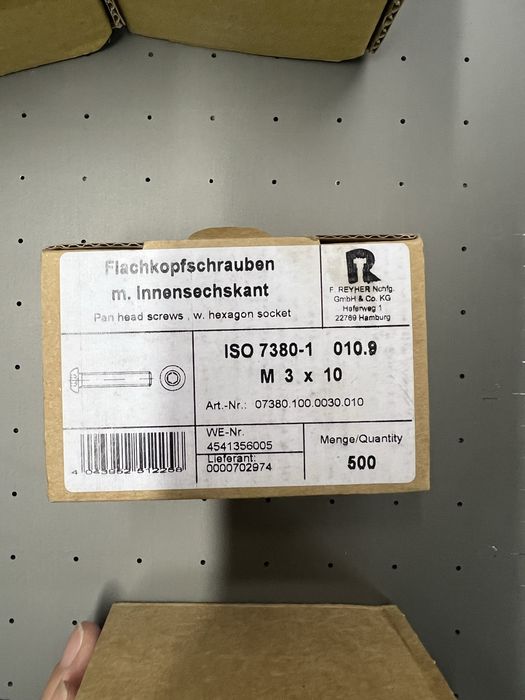 Flachkopfschrauben
m. Innensechskant
Pan head screws , w. hexagon socket
R
F. REYHER Nchfg.
GmbH & Co. KG
Haferweg 1
22769 Hamburg
ISO 7380-1 010.9
M 3 x 10
Art.-Nr.: 07380.100.0030.010
WE-Nr.
4541356005
Lieferant:
0000702974
Menge/Quantity
500